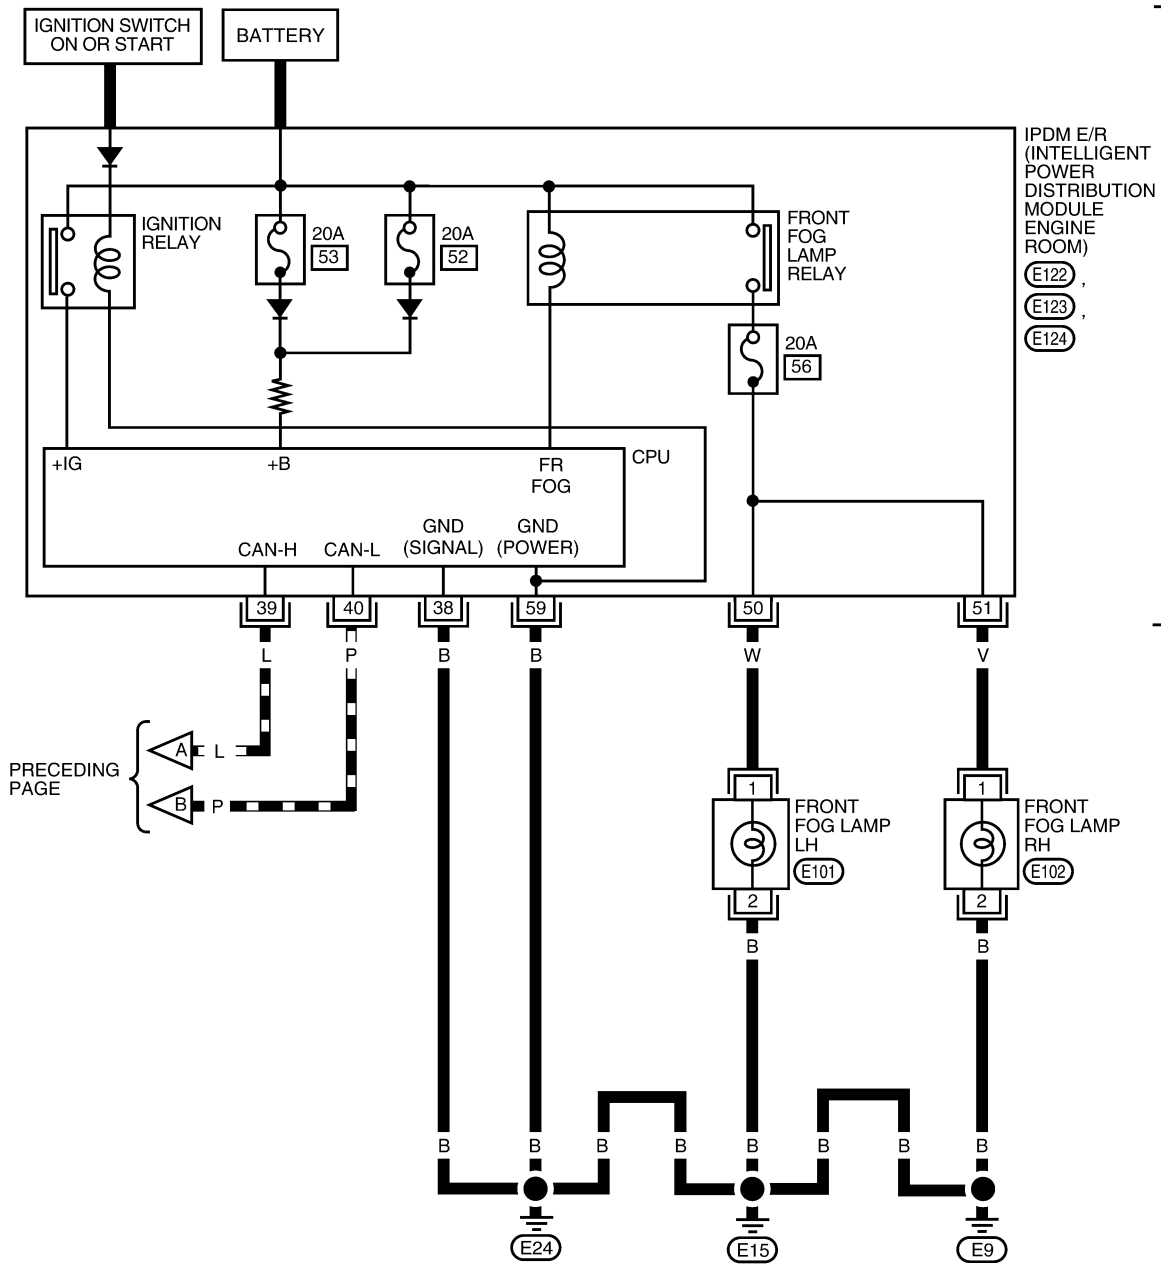 IGNITION SWITCH
ON OR START
BATTERY
IPDM E/R
(INTELLIGENT
POWER
DISTRIBUTION
MODULE
ENGINE
ROOM)
E122 ,
E123 ,
E124
IGNITION
RELAY
20A
53
20A
52
FRONT
FOG
LAMP
RELAY
20A
56
+IG
+B
FR
FOG
CPU
CAN-H
CAN-L
GND
(SIGNAL)
GND
(POWER)
39
40
38
59
50
51
L
P
B
B
W
V
PRECEDING
PAGE
A
L
B
P
1
FRONT
FOG LAMP
LH
E101
2
1
FRONT
FOG LAMP
RH
E102
2
B
B
B
B
B
B
B
B
B
B
E24
E15
E9